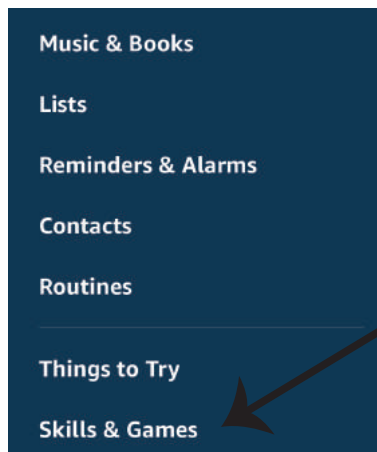 Music & Books
Lists
Reminders & Alarms
Contacts
Routines
Things to Try
Skills & Games